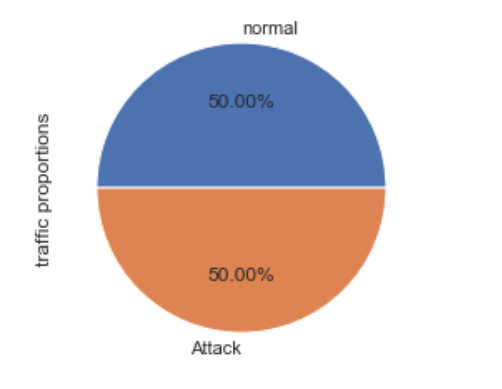 normal
50.00%
traffic proportions
50.00%
Attack